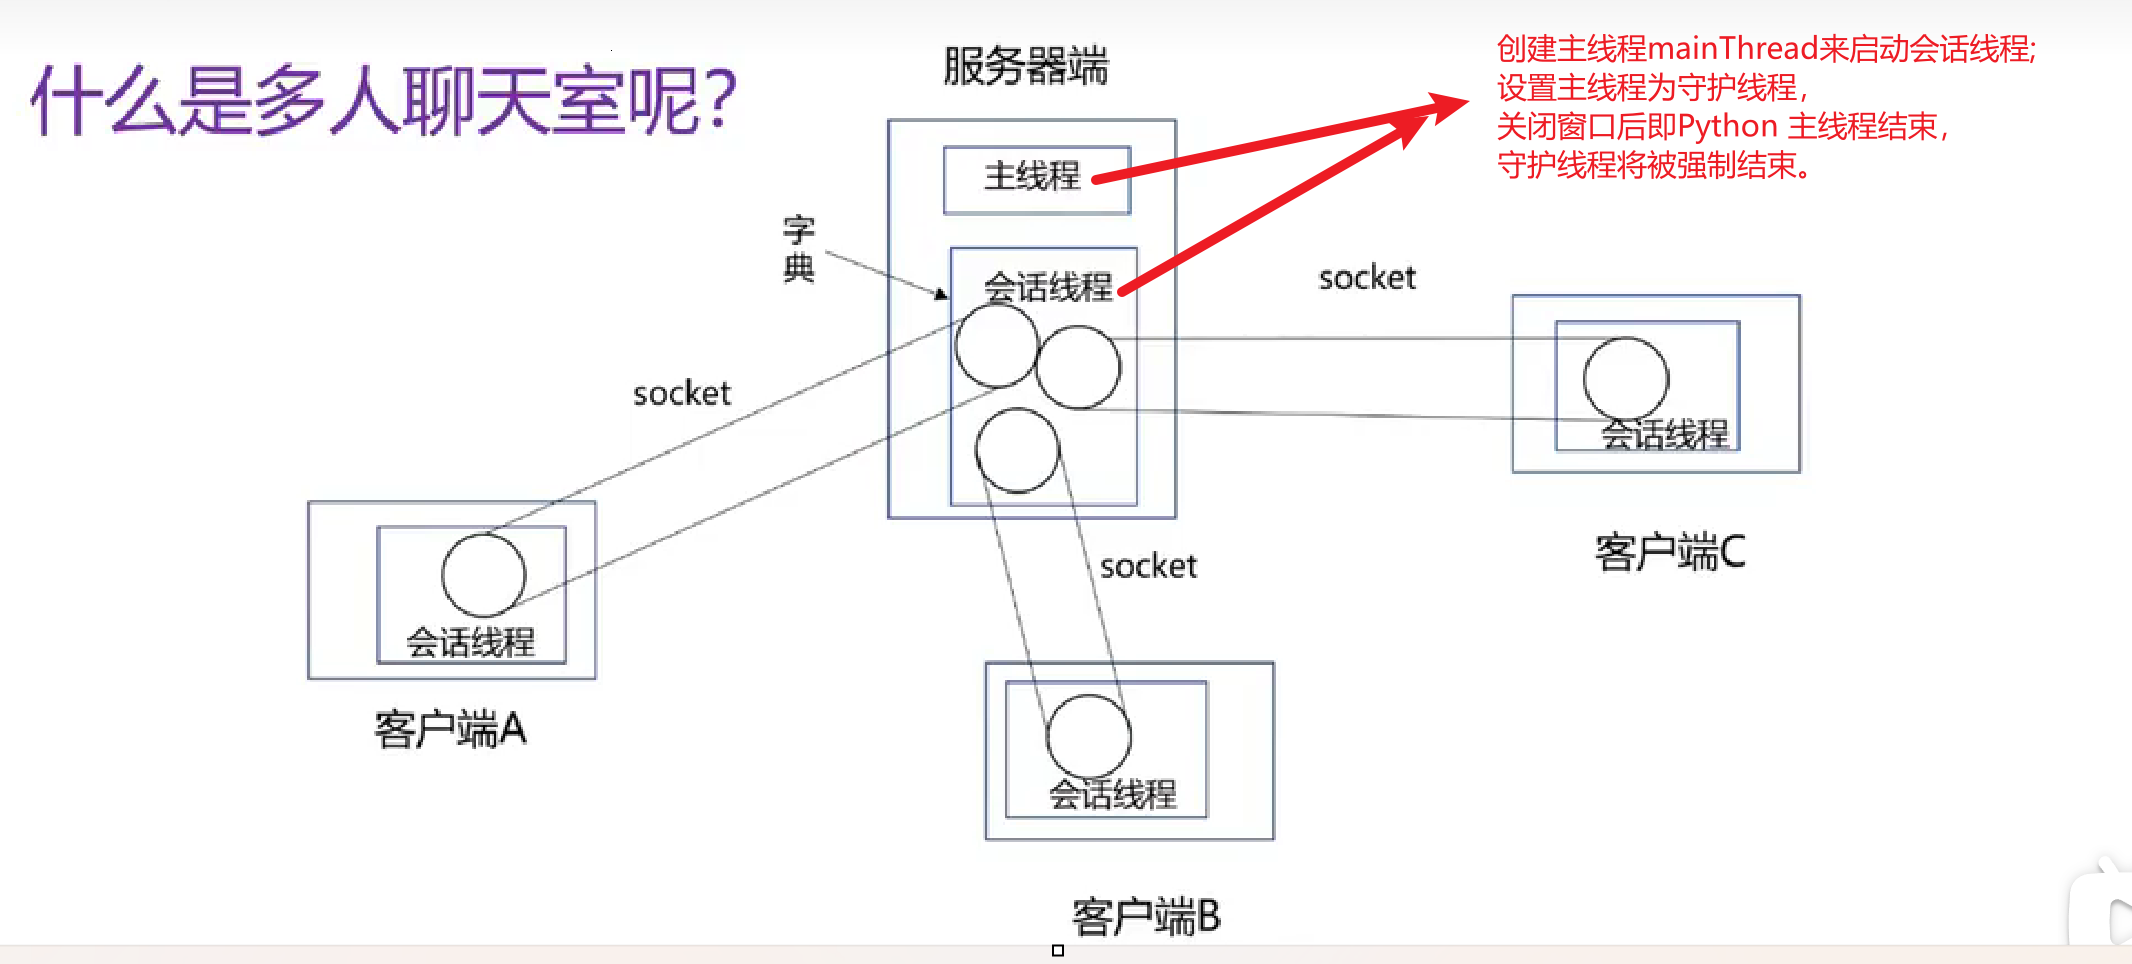 什么是多人聊天室呢？
服务器端
创建主线程mainThread来启动会话线程;
设置主线程为守护线程，
关闭窗口后即Python 主线程结束，
守护线程将被强制结束。
主线程
字典
会话线程
socket
socket
会话线程
客户端C
socket
会话线程
客户端A
会话线程
客户端B